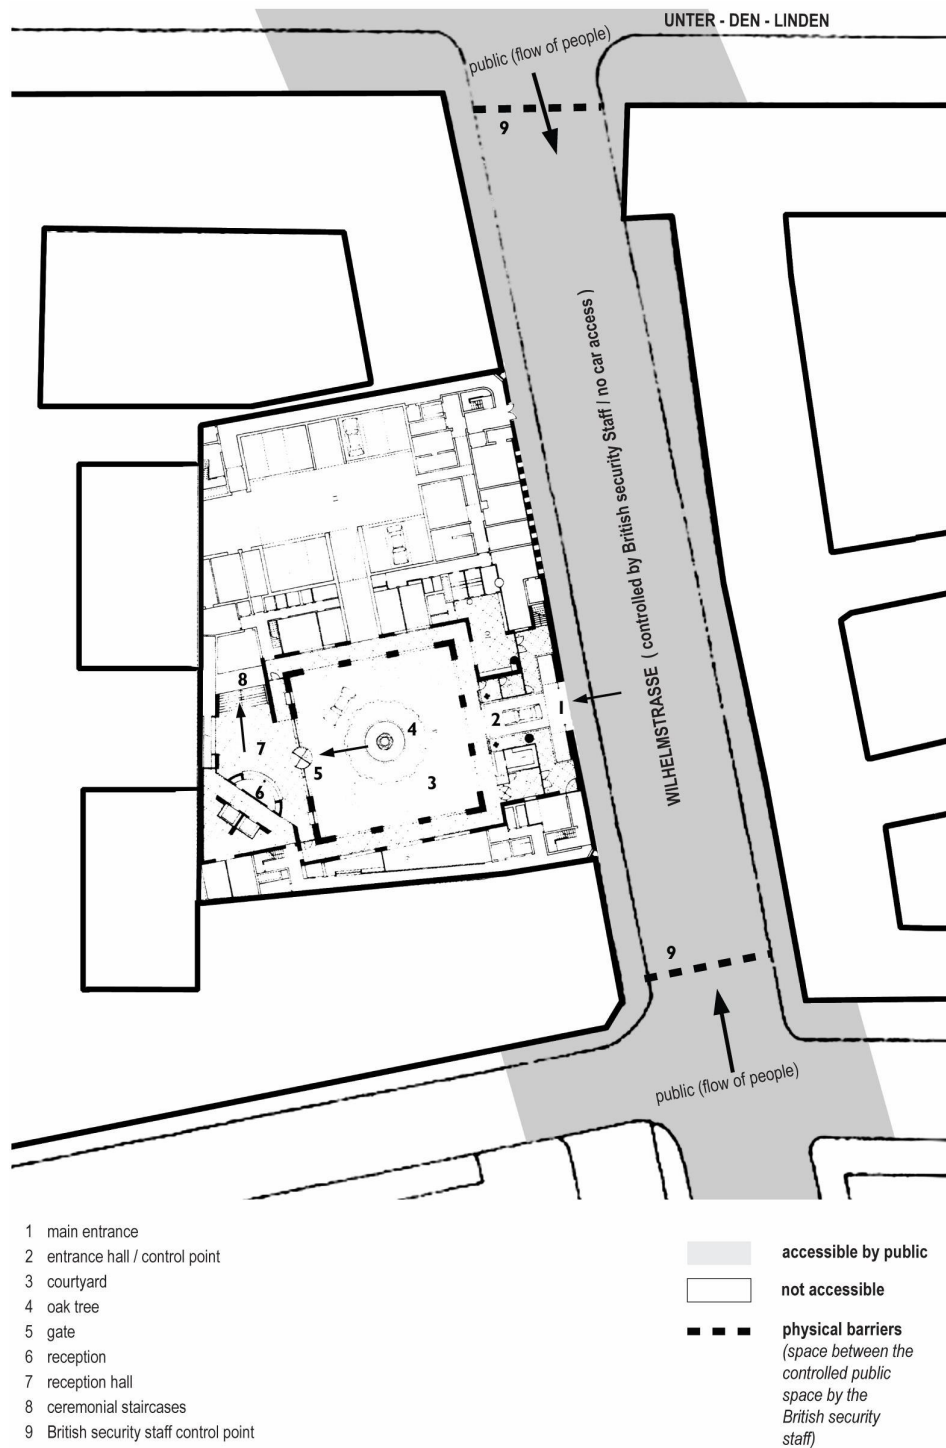 UNTER - DEN - LINDEN
public (flow of people)
9
WILHELMSTRASSE ( controlled by British security Staff / no car access )
8
7
6
5
4
3
2
1
9
public (flow of people)
1 main entrance
2 entrance hall / control point
3 courtyard
4 oak tree
5 gate
6 reception
7 reception hall
8 ceremonial staircases
9 British security staff control point
accessible by public
not accessible
physical barriers
(space between the
controlled public
space by the
British security
staff)